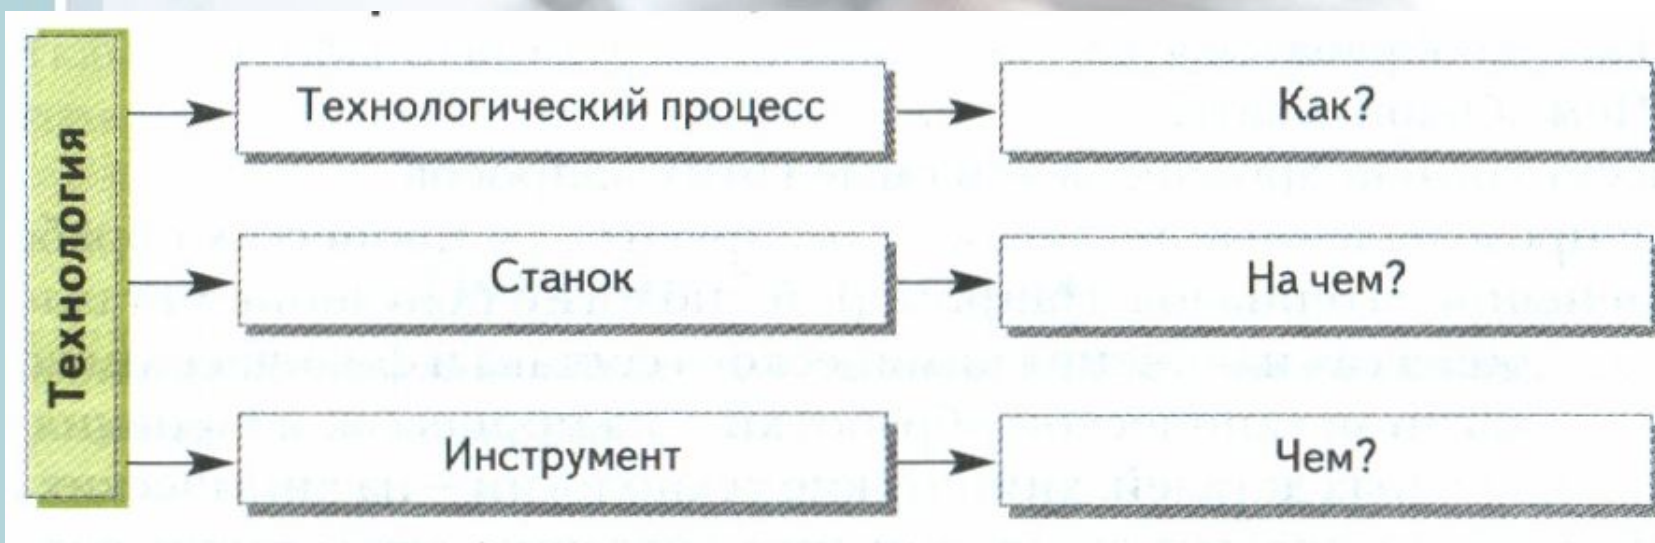 Технология
Технологический процесс
Как?
Станок
На чем?
Инструмент
Чем?